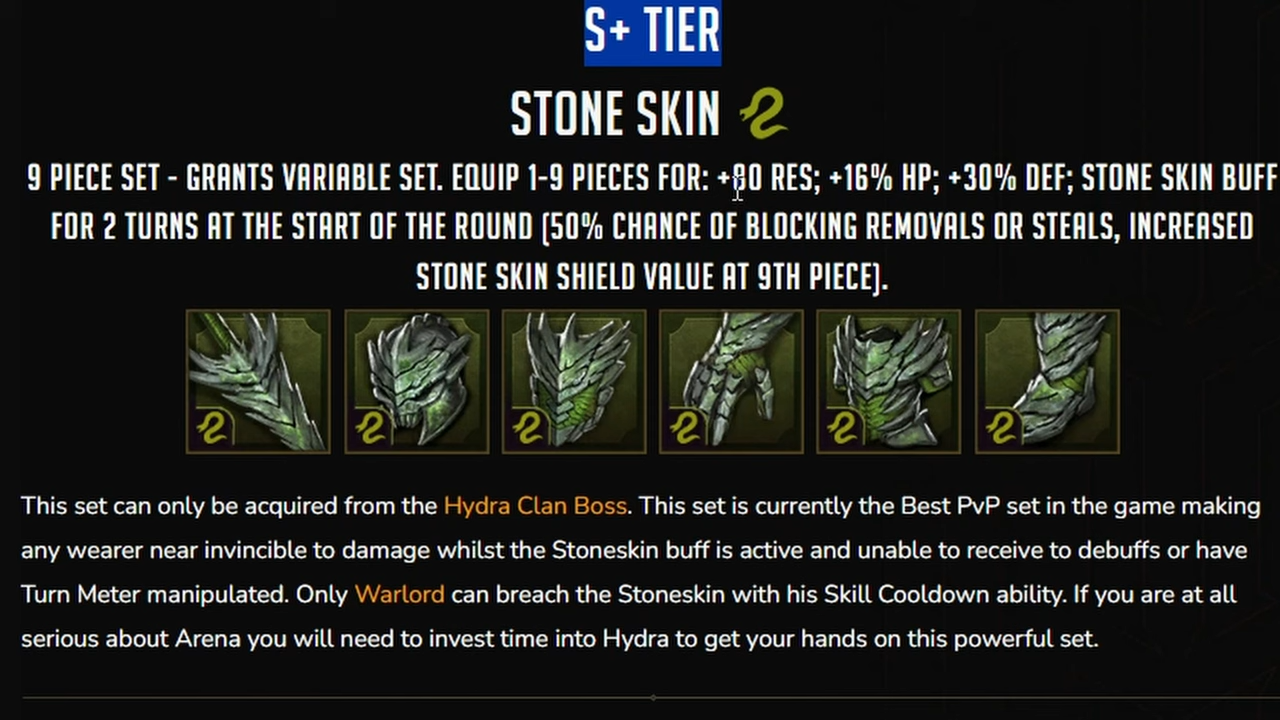 S+ TIER
STONE SKIN
9 PIECE SET - GRANTS VARIABLE SET. EQUIP 1-9 PIECES FOR: +80 RES; +16% HP; +30% DEF; STONE SKIN BUFF
FOR 2 TURNS AT THE START OF THE ROUND (50% CHANCE OF BLOCKING REMOVALS OR STEALS, INCREASED
STONE SKIN SHIELD VALUE AT 9TH PIECE).
This set can only be acquired from the Hydra Clan Boss. This set is currently the Best PvP set in the game making
any wearer near invincible to damage whilst the Stoneskin buff is active and unable to receive to debuffs or have
Turn Meter manipulated. Only Warlord can breach the Stoneskin with his Skill Cooldown ability. If you are at all
serious about Arena you will need to invest time into Hydra to get your hands on this powerful set.